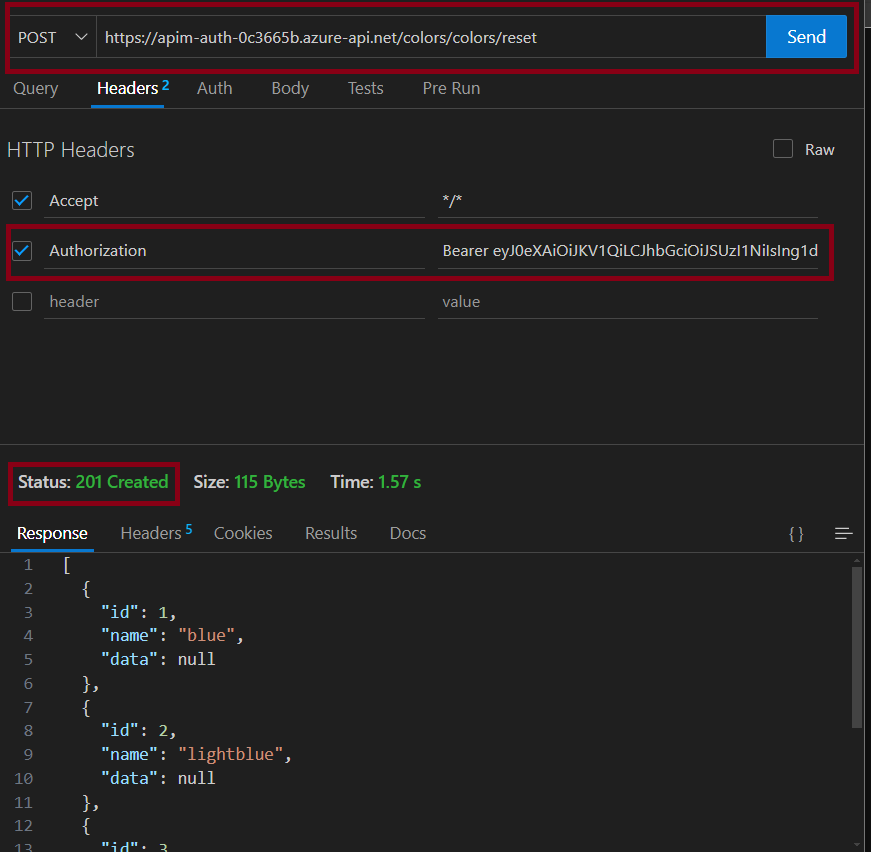 POST https://apim-auth-0c3665b.azure-api.net/colors/colors/reset Send
Query Headers 2 Auth Body Tests Pre Run
HTTP Headers Raw
Accept */*
Authorization Bearer eyJ0eXAiOiJKV1QiLCJhbGciOiJSUzI1NiIsIng1d
header value
Status: 201 Created Size: 115 Bytes Time: 1.57 s
Response Headers 5 Cookies Results Docs { }
1 [
2 {
3 "id": 1,
4 "name": "blue",
5 "data": null
6 },
7 {
8 "id": 2,
9 "name": "lightblue",
10 "data": null
11 },
12 {
13 "id": 3